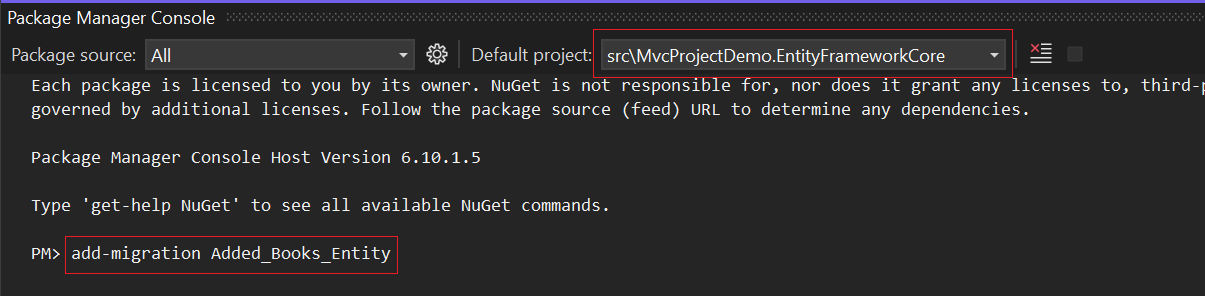 Package Manager Console
Package source: All Default project: src\MvcProjectDemo.EntityFrameworkCore
Each package is licensed to you by its owner. NuGet is not responsible for, nor does it grant any licenses to, third-p
governed by additional licenses. Follow the package source (feed) URL to determine any dependencies.
Package Manager Console Host Version 6.10.1.5
Type 'get-help NuGet' to see all available NuGet commands.
PM> add-migration Added_Books_Entity